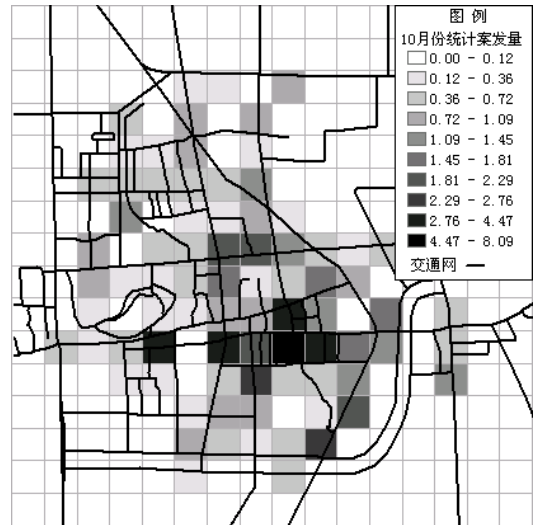 图 例
10月份统计案发量
0.00 - 0.12
0.12 - 0.36
0.36 - 0.72
0.72 - 1.09
1.09 - 1.45
1.45 - 1.81
1.81 - 2.29
2.29 - 2.76
2.76 - 4.47
4.47 - 8.09
交通网